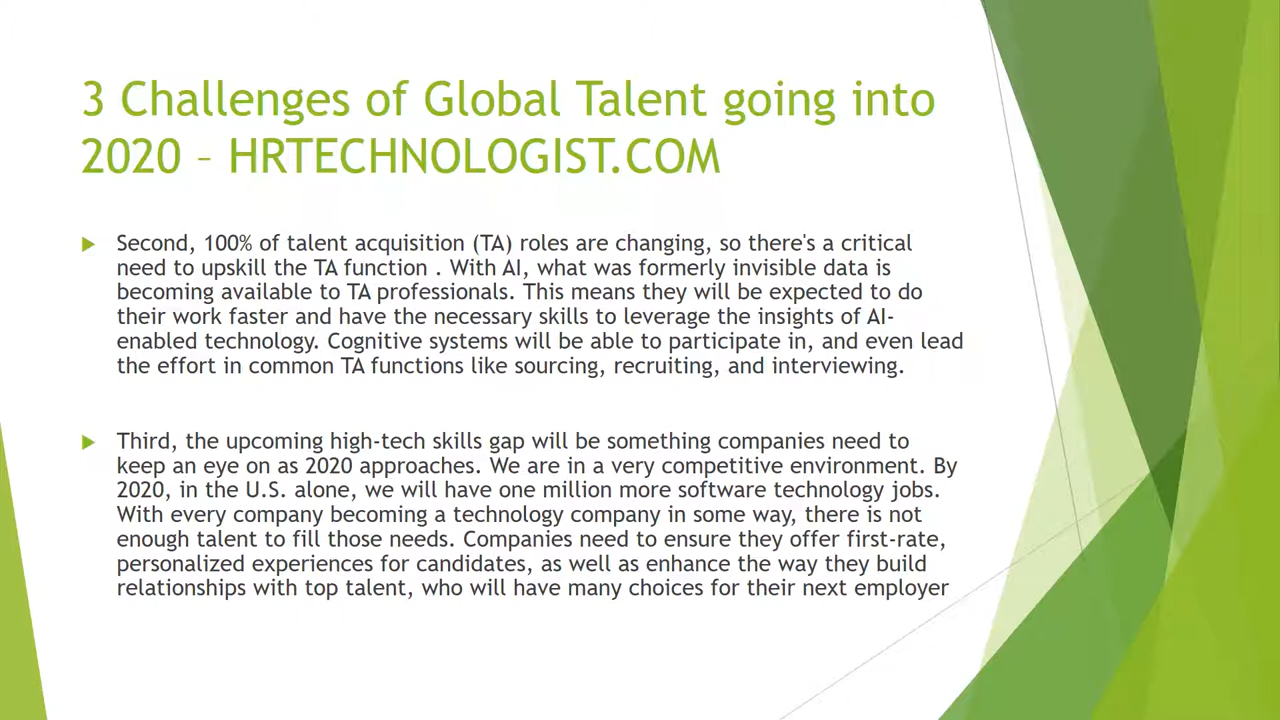 3 Challenges of Global Talent going into
2020 – HRTECHNOLOGIST.COM
Second, 100% of talent acquisition (TA) roles are changing, so there's a critical
need to upskill the TA function . With AI, what was formerly invisible data is
becoming available to TA professionals. This means they will be expected to do
their work faster and have the necessary skills to leverage the insights of AI-
enabled technology. Cognitive systems will be able to participate in, and even lead
the effort in common TA functions like sourcing, recruiting, and interviewing.
Third, the upcoming high-tech skills gap will be something companies need to
keep an eye on as 2020 approaches. We are in a very competitive environment. By
2020, in the U.S. alone, we will have one million more software technology jobs.
With every company becoming a technology company in some way, there is not
enough talent to fill those needs. Companies need to ensure they offer first-rate,
personalized experiences for candidates, as well as enhance the way they build
relationships with top talent, who will have many choices for their next employer